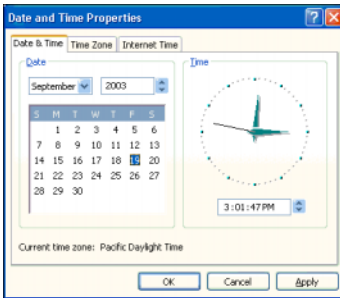 Date and Time Properties
Date & Time Time Zone Internet Time
Date
September 2003
S M T W T F S
1 2 3 4 5 6
7 8 9 10 11 12 13
14 15 16 17 18 19 20
21 22 23 24 25 26 27
28 29 30
Time
3:01:47 PM
Current time zone: Pacific Daylight Time
OK Cancel Apply